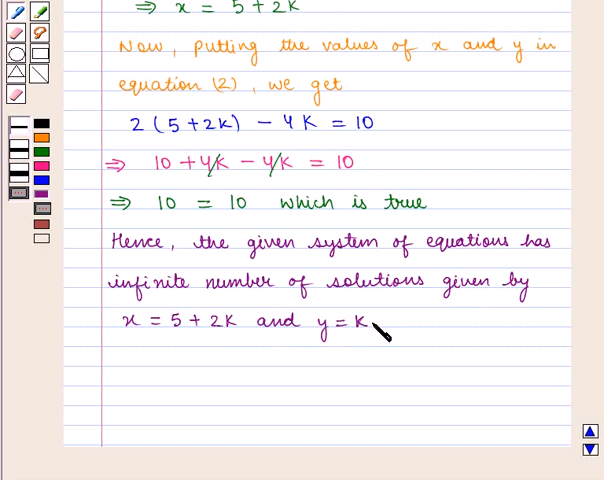 ⇒ x = 5 + 2K
Now, putting the values of x and y in
equation (2), we get
2 (5 + 2K) - 4K = 10
⇒ 10 + 4K - 4K = 10
⇒ 10 = 10 which is true
Hence, the given system of equations has
infinite number of solutions given by
x = 5 + 2K and y = K